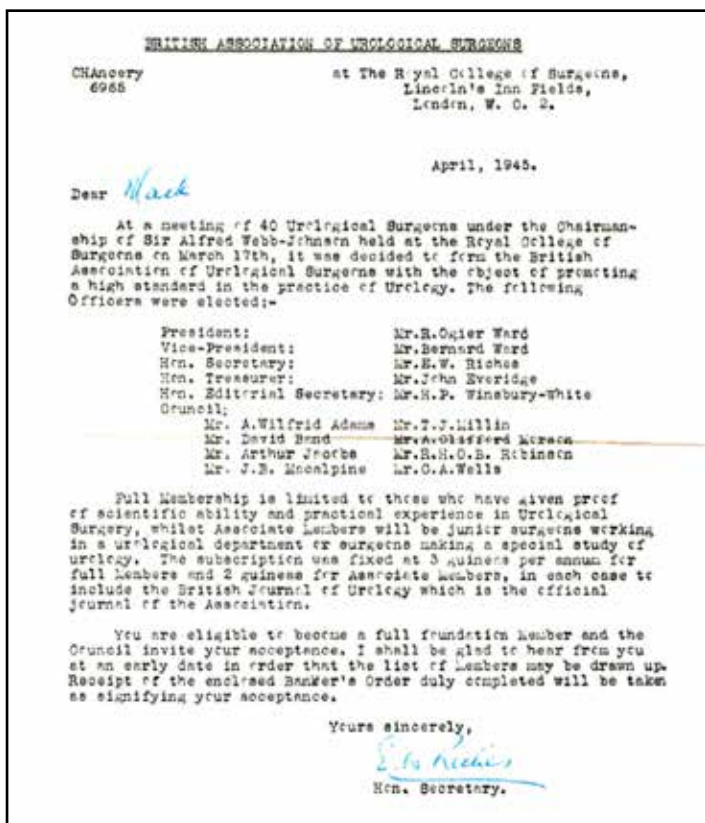 BRITISH ASSOCIATION OF UROLOGICAL SURGEONS
CHAncery at The Royal College of Surgeons,
6965 Lincoln's Inn Fields,
London, W. C. 2.
April, 1945.
Dear Mack
At a meeting of 40 Urological Surgeons under the Chairman-
ship of Sir Alfred Webb-Johnson held at the Royal College of
Surgeons on March 17th, it was decided to form the British
Association of Urological Surgeons with the object of promoting
a high standard in the practice of Urology. The following
Officers were elected:-
President: Mr.R.Ogier Ward
Vice-President: Mr.Bernard Ward
Hon. Secretary: Mr.E.W. Riches
Hon. Treasurer: Mr.John Everidge
Hon. Editorial Secretary: Mr.H.P. Winsbury-White
Council;
Mr. A.Wilfrid Adams Mr.T.J.Millin
Mr. David Band Mr.A.Clifford Morson
Mr. Arthur Jacobs Mr.R.H.O.B. Robinson
Mr. J.B. Macalpine Mr.C.A.Wells
Full Membership is limited to those who have given proof
of scientific ability and practical experience in Urological
Surgery, whilst Associate Members will be junior surgeons working
in a urological department or surgeons making a special study of
urology. The subscription was fixed at 3 guineas per annum for
full Members and 2 guineas for Associate Members, in each case to
include the British Journal of Urology which is the official
journal of the Association.
You are eligible to become a full foundation Member and the
Council invite your acceptance. I shall be glad to hear from you
at an early date in order that the list of Members may be drawn up.
Receipt of the enclosed Banker's Order duly completed will be taken
as signifying your acceptance.
Yours sincerely,
E.W. Riches
Hon. Secretary.